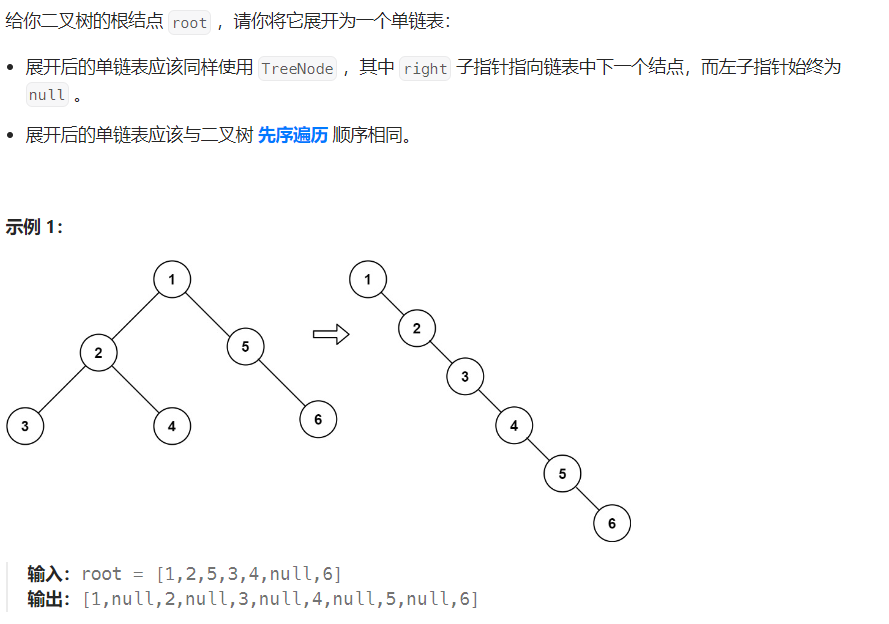 给你二叉树的根结点 root ，请你将它展开为一个单链表：
展开后的单链表应该同样使用 TreeNode ，其中 right 子指针指向链表中下一个结点，而左子指针始终为
null 。
展开后的单链表应该与二叉树 先序遍历 顺序相同。
示例 1：
1 1
2 5 2
3 4 6 3
4
5
6
输入：root = [1,2,5,3,4,null,6]
输出：[1,null,2,null,3,null,4,null,5,null,6]